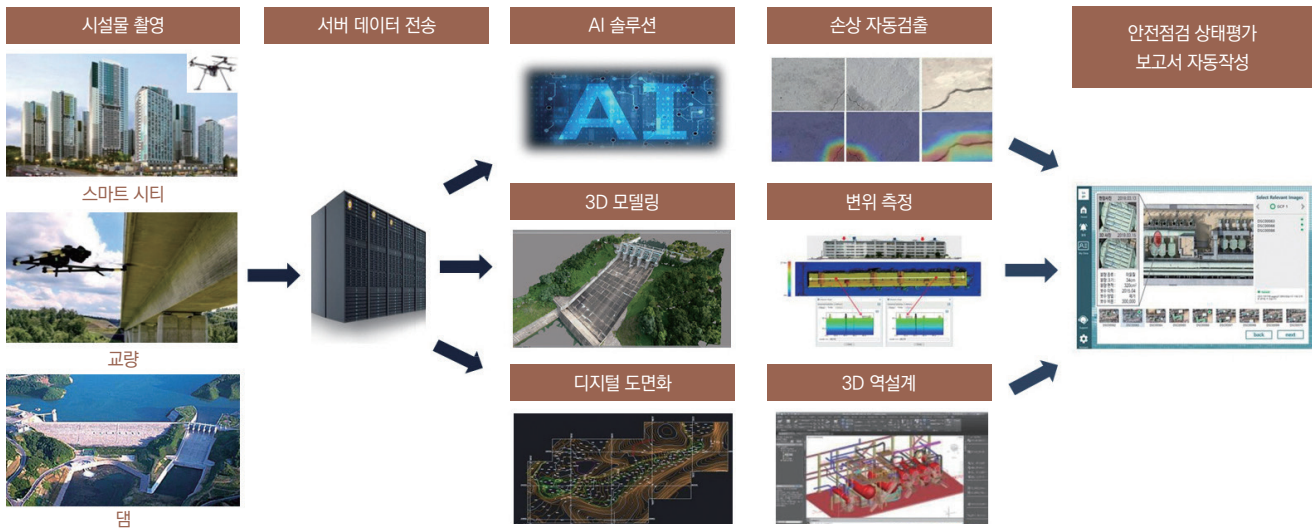 시설물 촬영
서버 데이터 전송
AI 솔루션
손상 자동검출
안전점검 상태평가
보고서 자동작성
AI
스마트 시티
3D 모델링
변위 측정
교량
디지털 도면화
3D 역설계
댐
Select Relevant Images
back
next